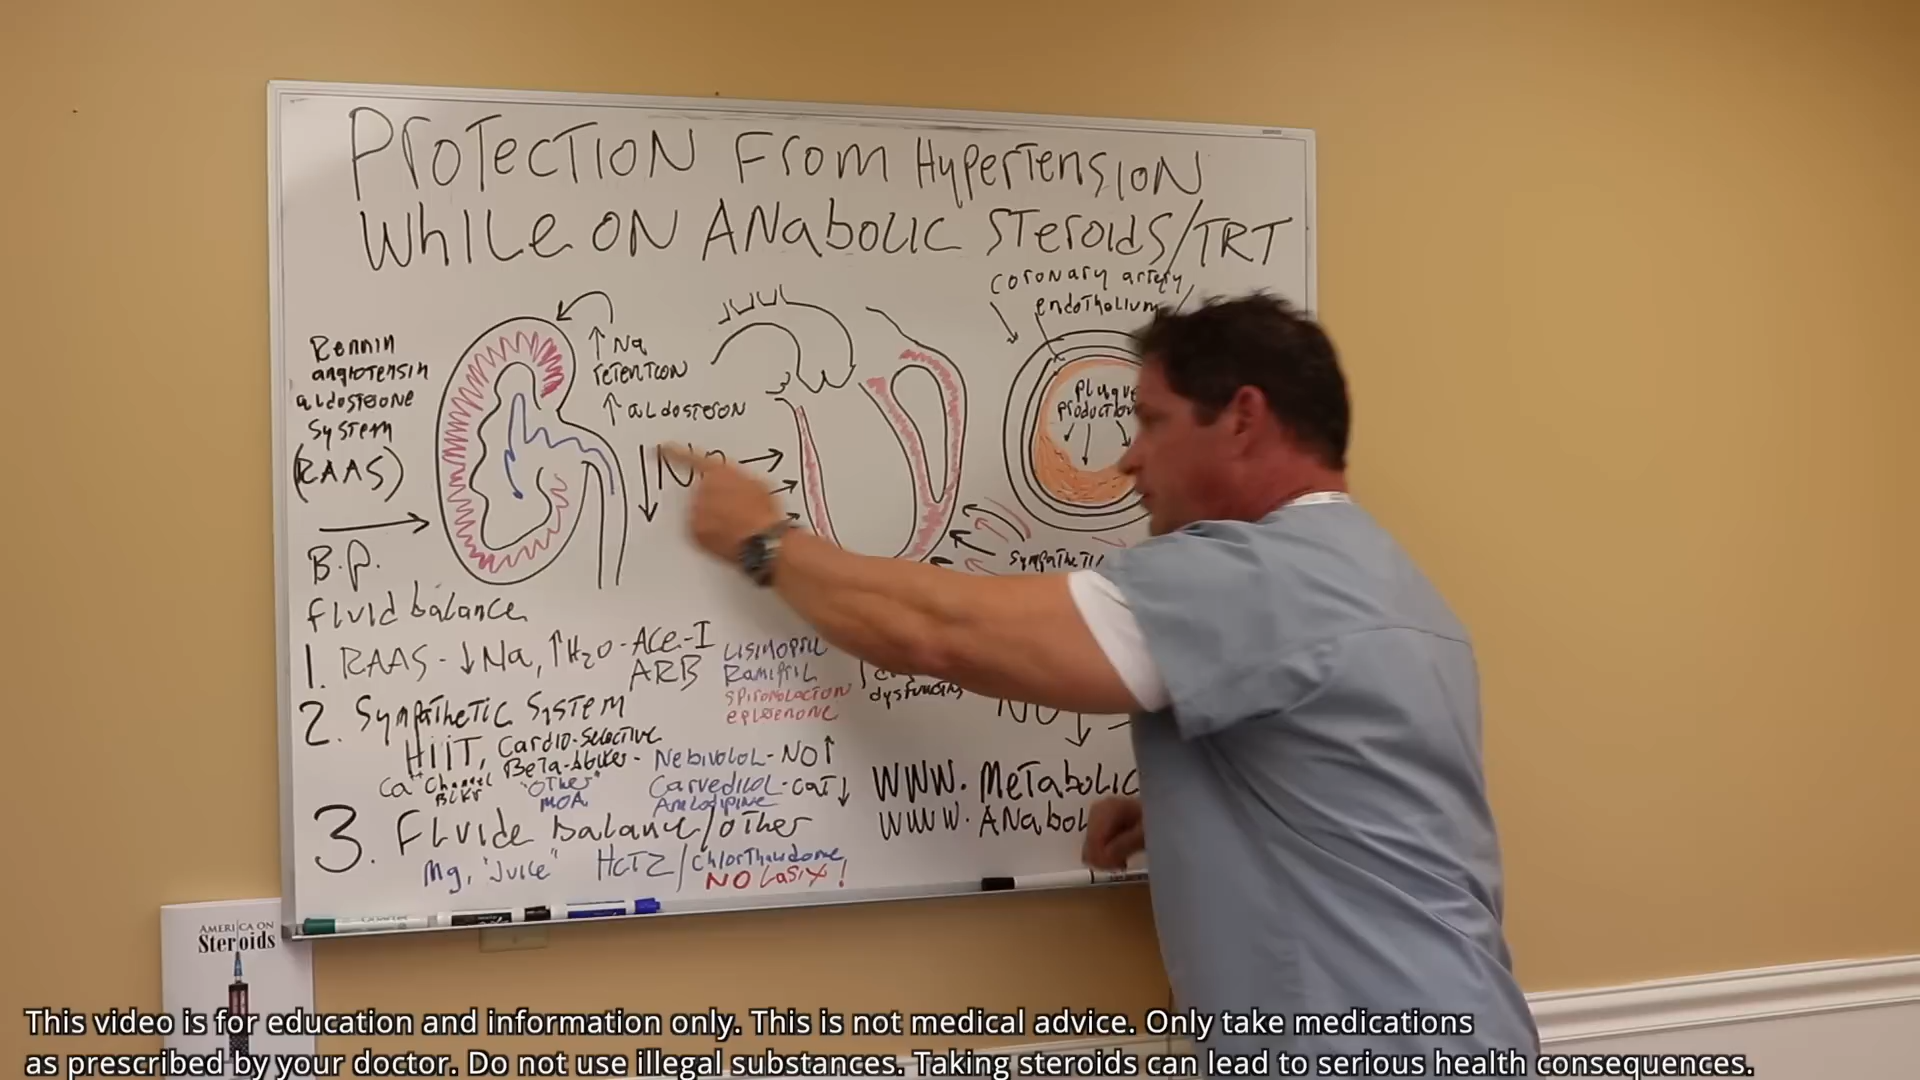 PROTECTION FROM HYPERTENSION
WHILE ON ANABOLIC STEROIDS/TRT
CORONARY ARTERY
endothelium
Rennin
angiotensin
aldosterone
System
(RAAS)
B.P.
Fluid balance
↑ Na
retention
↑ aldosteron
↓ Na
plaque
production
Sympathetic
1. RAAS - ↓Na, ↑H2O - ACE-I
ARB
Lisinopril
Ramipril
Spironolacton
eplerenone
dysfunction
NO↓
2. Sympathetic System
HIIT, Cardio-selective
Beta-blocker - Nebivolol - NO↑
Ca++ Channel
BLKr
"Other"
MOA
Carvedilol - cat↓
Amlodipine
3. Fluide Balance/other
Mg, "Juice" HCTZ/Chlorthalidone
NO Lasix!
WWW. Metabolic
WWW. ANabol
AMERICA ON
Steroids
This video is for education and information only. This is not medical advice. Only take medications
as prescribed by your doctor. Do not use illegal substances. Taking steroids can lead to serious health consequences.